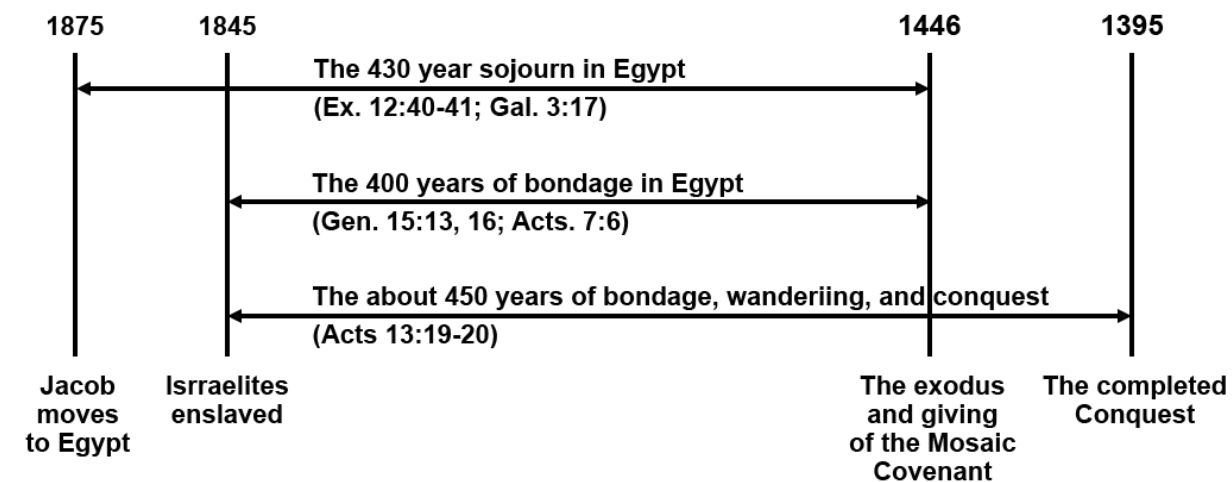 1875 1845 1446 1395
The 430 year sojourn in Egypt
(Ex. 12:40-41; Gal. 3:17)
The 400 years of bondage in Egypt
(Gen. 15:13, 16; Acts. 7:6)
The about 450 years of bondage, wanderiing, and conquest
(Acts 13:19-20)
Jacob
moves
to Egypt
Isrraelites
enslaved
The exodus
and giving
of the Mosaic
Covenant
The completed
Conquest